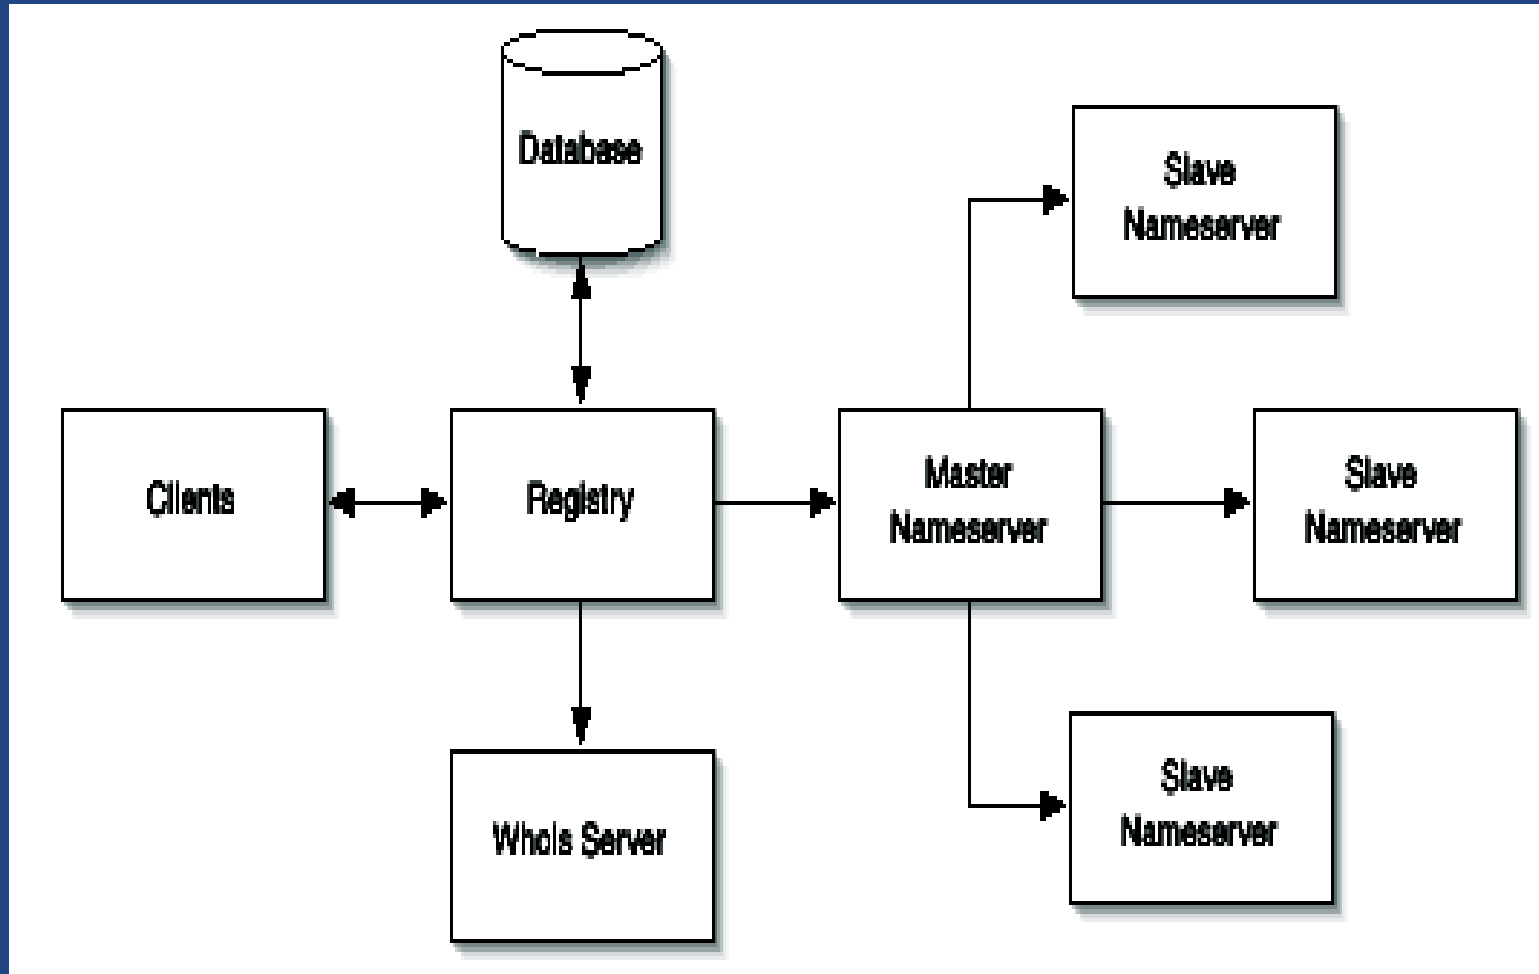 Database
Slave
Nameserver
Clients
Registry
Master
Nameserver
Slave
Nameserver
Slave
Nameserver
Whois Server